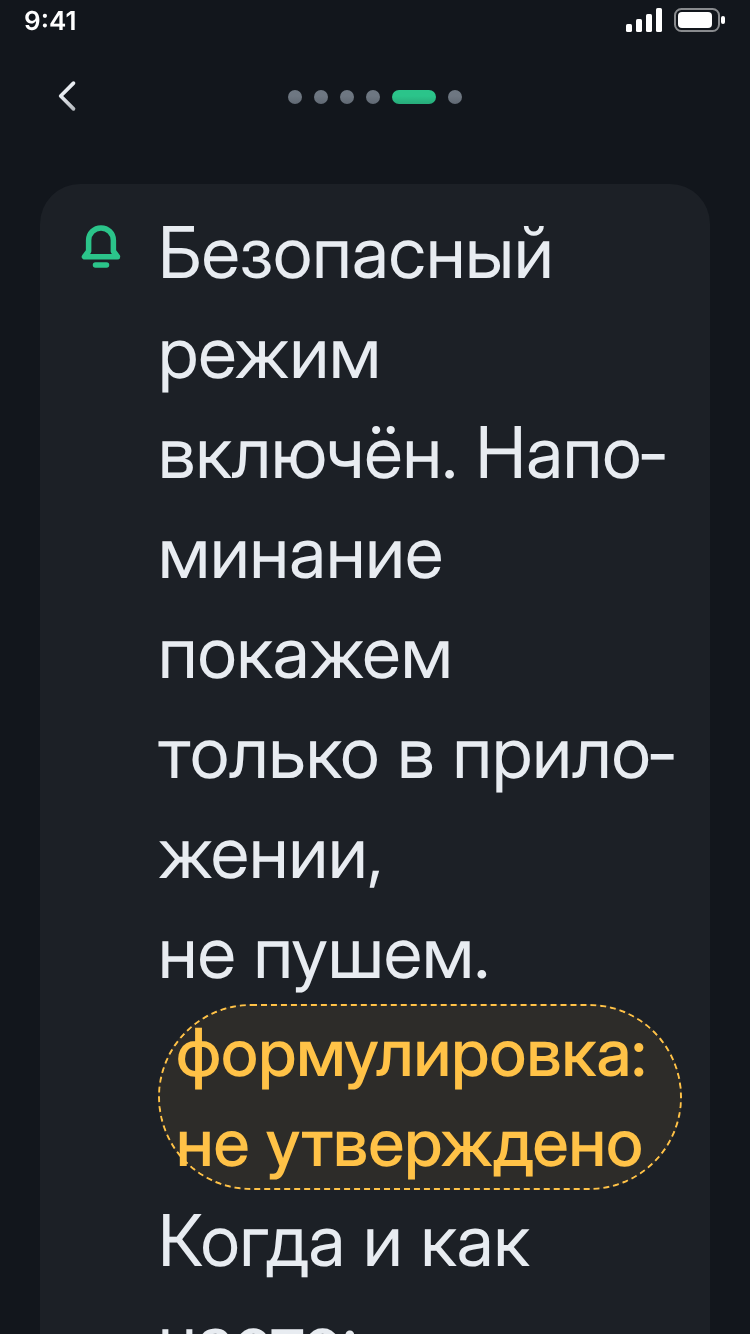 9:41
Безопасный
режим
включён. Напо-
минание
покажем
только в прило-
жении,
не пушем.
формулировка:
не утверждено
Когда и как